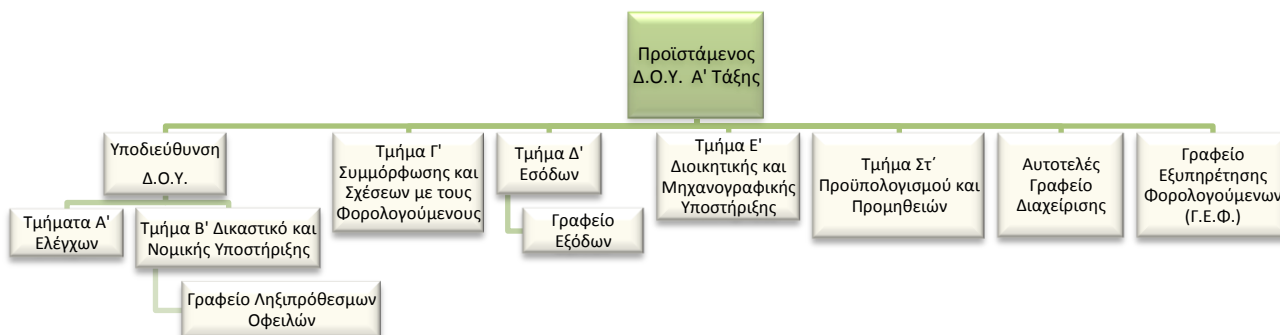 Προϊστάμενος
Δ.Ο.Υ. Α' Τάξης
Υποδιεύθυνση
Δ.Ο.Υ.
Τμήματα Α'
Ελέγχων
Τμήμα Β' Δικαστικό και
Νομικής Υποστήριξης
Γραφείο Ληξιπρόθεσμων
Οφειλών
Τμήμα Γ'
Συμμόρφωσης και
Σχέσεων με τους
Φορολογούμενους
Τμήμα Δ'
Εσόδων
Γραφείο
Εξόδων
Τμήμα Ε'
Διοικητικής και
Μηχανογραφικής
Υποστήριξης
Τμήμα Στ΄
Προϋπολογισμού και
Προμηθειών
Αυτοτελές
Γραφείο
Διαχείρισης
Γραφείο
Εξυπηρέτησης
Φορολογούμενων
(Γ.Ε.Φ.)